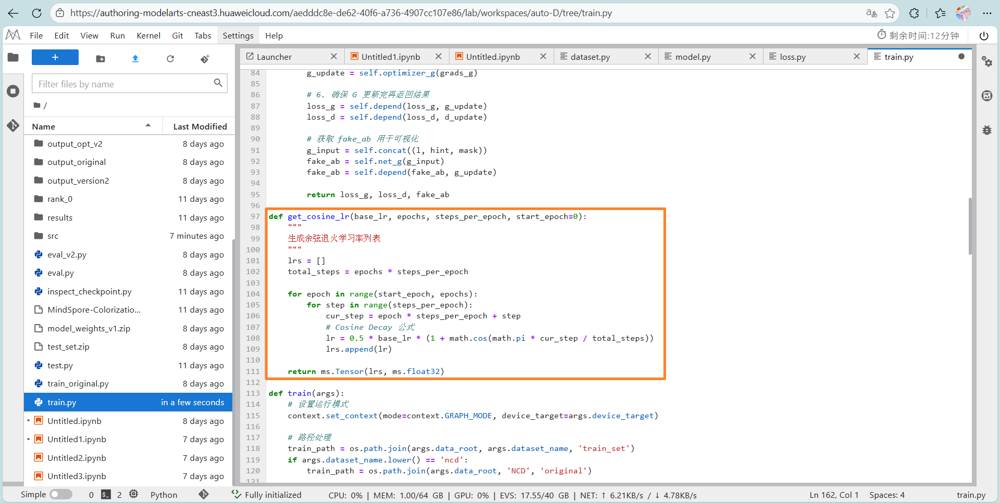 https://authoring-modelarts-cneast3.huaweicloud.com/aedddc8e-de62-40f6-a736-4907cc107e86/lab/workspaces/auto-D/tree/train.py
File Edit View Run Kernel Git Tabs Settings Help
剩余时间:12分钟
Launcher Untitled1.ipynb Untitled.ipynb dataset.py model.py loss.py train.py
Filter files by name
/
Name Last Modified
output_opt_v2 8 days ago
output_original 8 days ago
output_version2 8 days ago
rank_0 11 days ago
results 11 days ago
src 7 minutes ago
eval_v2.py 8 days ago
eval.py 8 days ago
inspect_checkpoint.py 11 days ago
MindSpore-Colorizatio... 11 days ago
model_weights_v1.zip 8 days ago
test_set.zip 8 days ago
test.py 11 days ago
train_original.py 8 days ago
train.py in a few seconds
Untitled.ipynb 8 days ago
Untitled1.ipynb 7 days ago
Untitled2.ipynb 7 days ago
Untitled3.ipynb 7 days ago
84 g_update = self.optimizer_g(grads_g)
85
86 # 6. 确保 G 更新完再返回结果
87 loss_g = self.depend(loss_g, g_update)
88 loss_d = self.depend(loss_d, d_update)
89
90 # 获取 fake_ab 用于可视化
91 g_input = self.concat((l, hint, mask))
92 fake_ab = self.net_g(g_input)
93 fake_ab = self.depend(fake_ab, g_update)
94
95 return loss_g, loss_d, fake_ab
96
97 def get_cosine_lr(base_lr, epochs, steps_per_epoch, start_epoch=0):
98 """
99 生成余弦退火学习率列表
100 """
101 lrs = []
102 total_steps = epochs * steps_per_epoch
103
104 for epoch in range(start_epoch, epochs):
105 for step in range(steps_per_epoch):
106 cur_step = epoch * steps_per_epoch + step
107 # Cosine Decay 公式
108 lr = 0.5 * base_lr * (1 + math.cos(math.pi * cur_step / total_steps))
109 lrs.append(lr)
110
111 return ms.Tensor(lrs, ms.float32)
112
113 def train(args):
114 # 设置运行模式
115 context.set_context(mode=context.GRAPH_MODE, device_target=args.device_target)
116
117 # 路径处理
118 train_path = os.path.join(args.data_root, args.dataset_name, 'train_set')
119 if args.dataset_name.lower() == 'ncd':
120 train_path = os.path.join(args.data_root, 'NCD', 'original')
121
Simple 0 2 Python Fully initialized CPU: 0% | MEM: 1.00/64 GB | GPU: 0% | EVS: 17.55/40 GB | NET: ↑ 6.21KB/s / ↓ 4.78KB/s Ln 162, Col 1 Spaces: 4 train.py